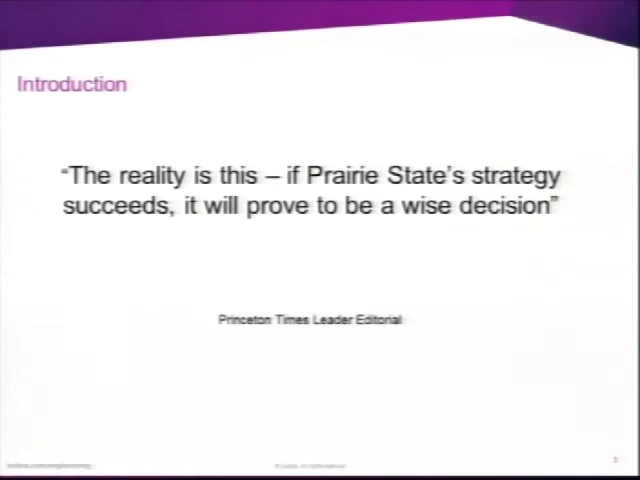 Introduction
“The reality is this – if Prairie State’s strategy
succeeds, it will prove to be a wise decision”
Princeton Times Leader Editorial